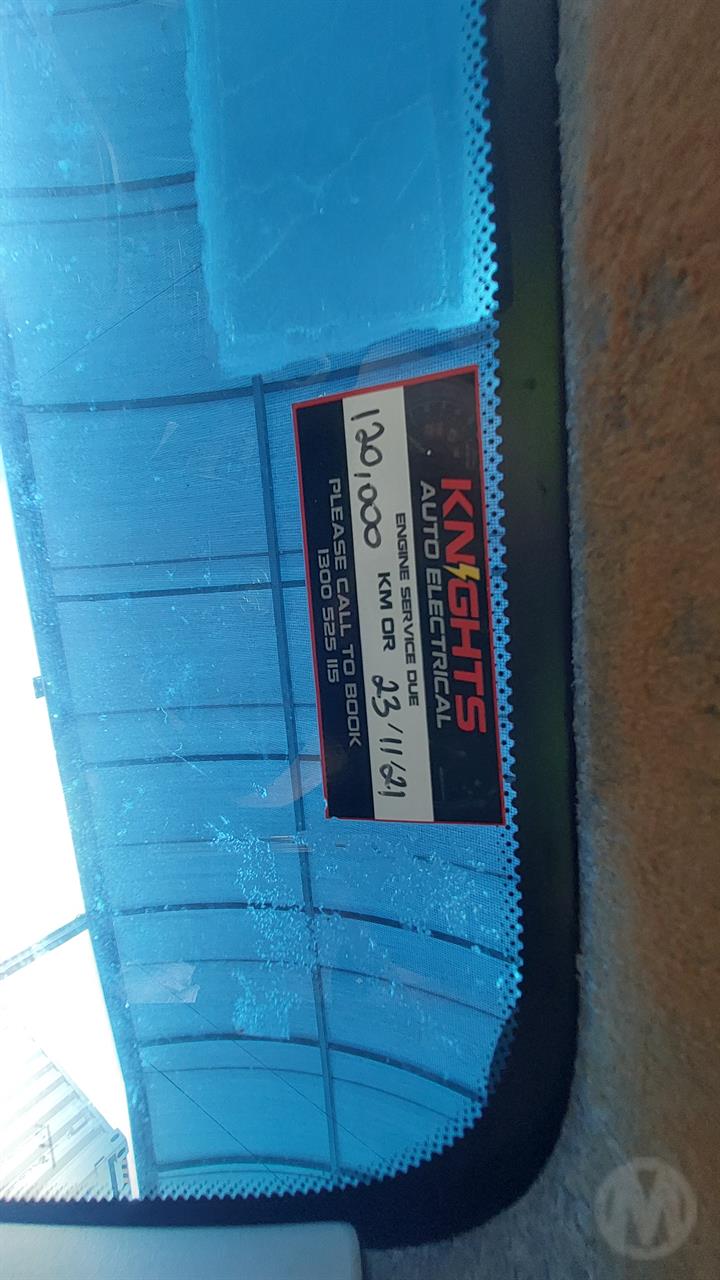 KNIGHTS
AUTO ELECTRICAL
ENGINE SERVICE DUE
120,000 KM OR 23/11/21
PLEASE CALL TO BOOK
1300 525 115
M